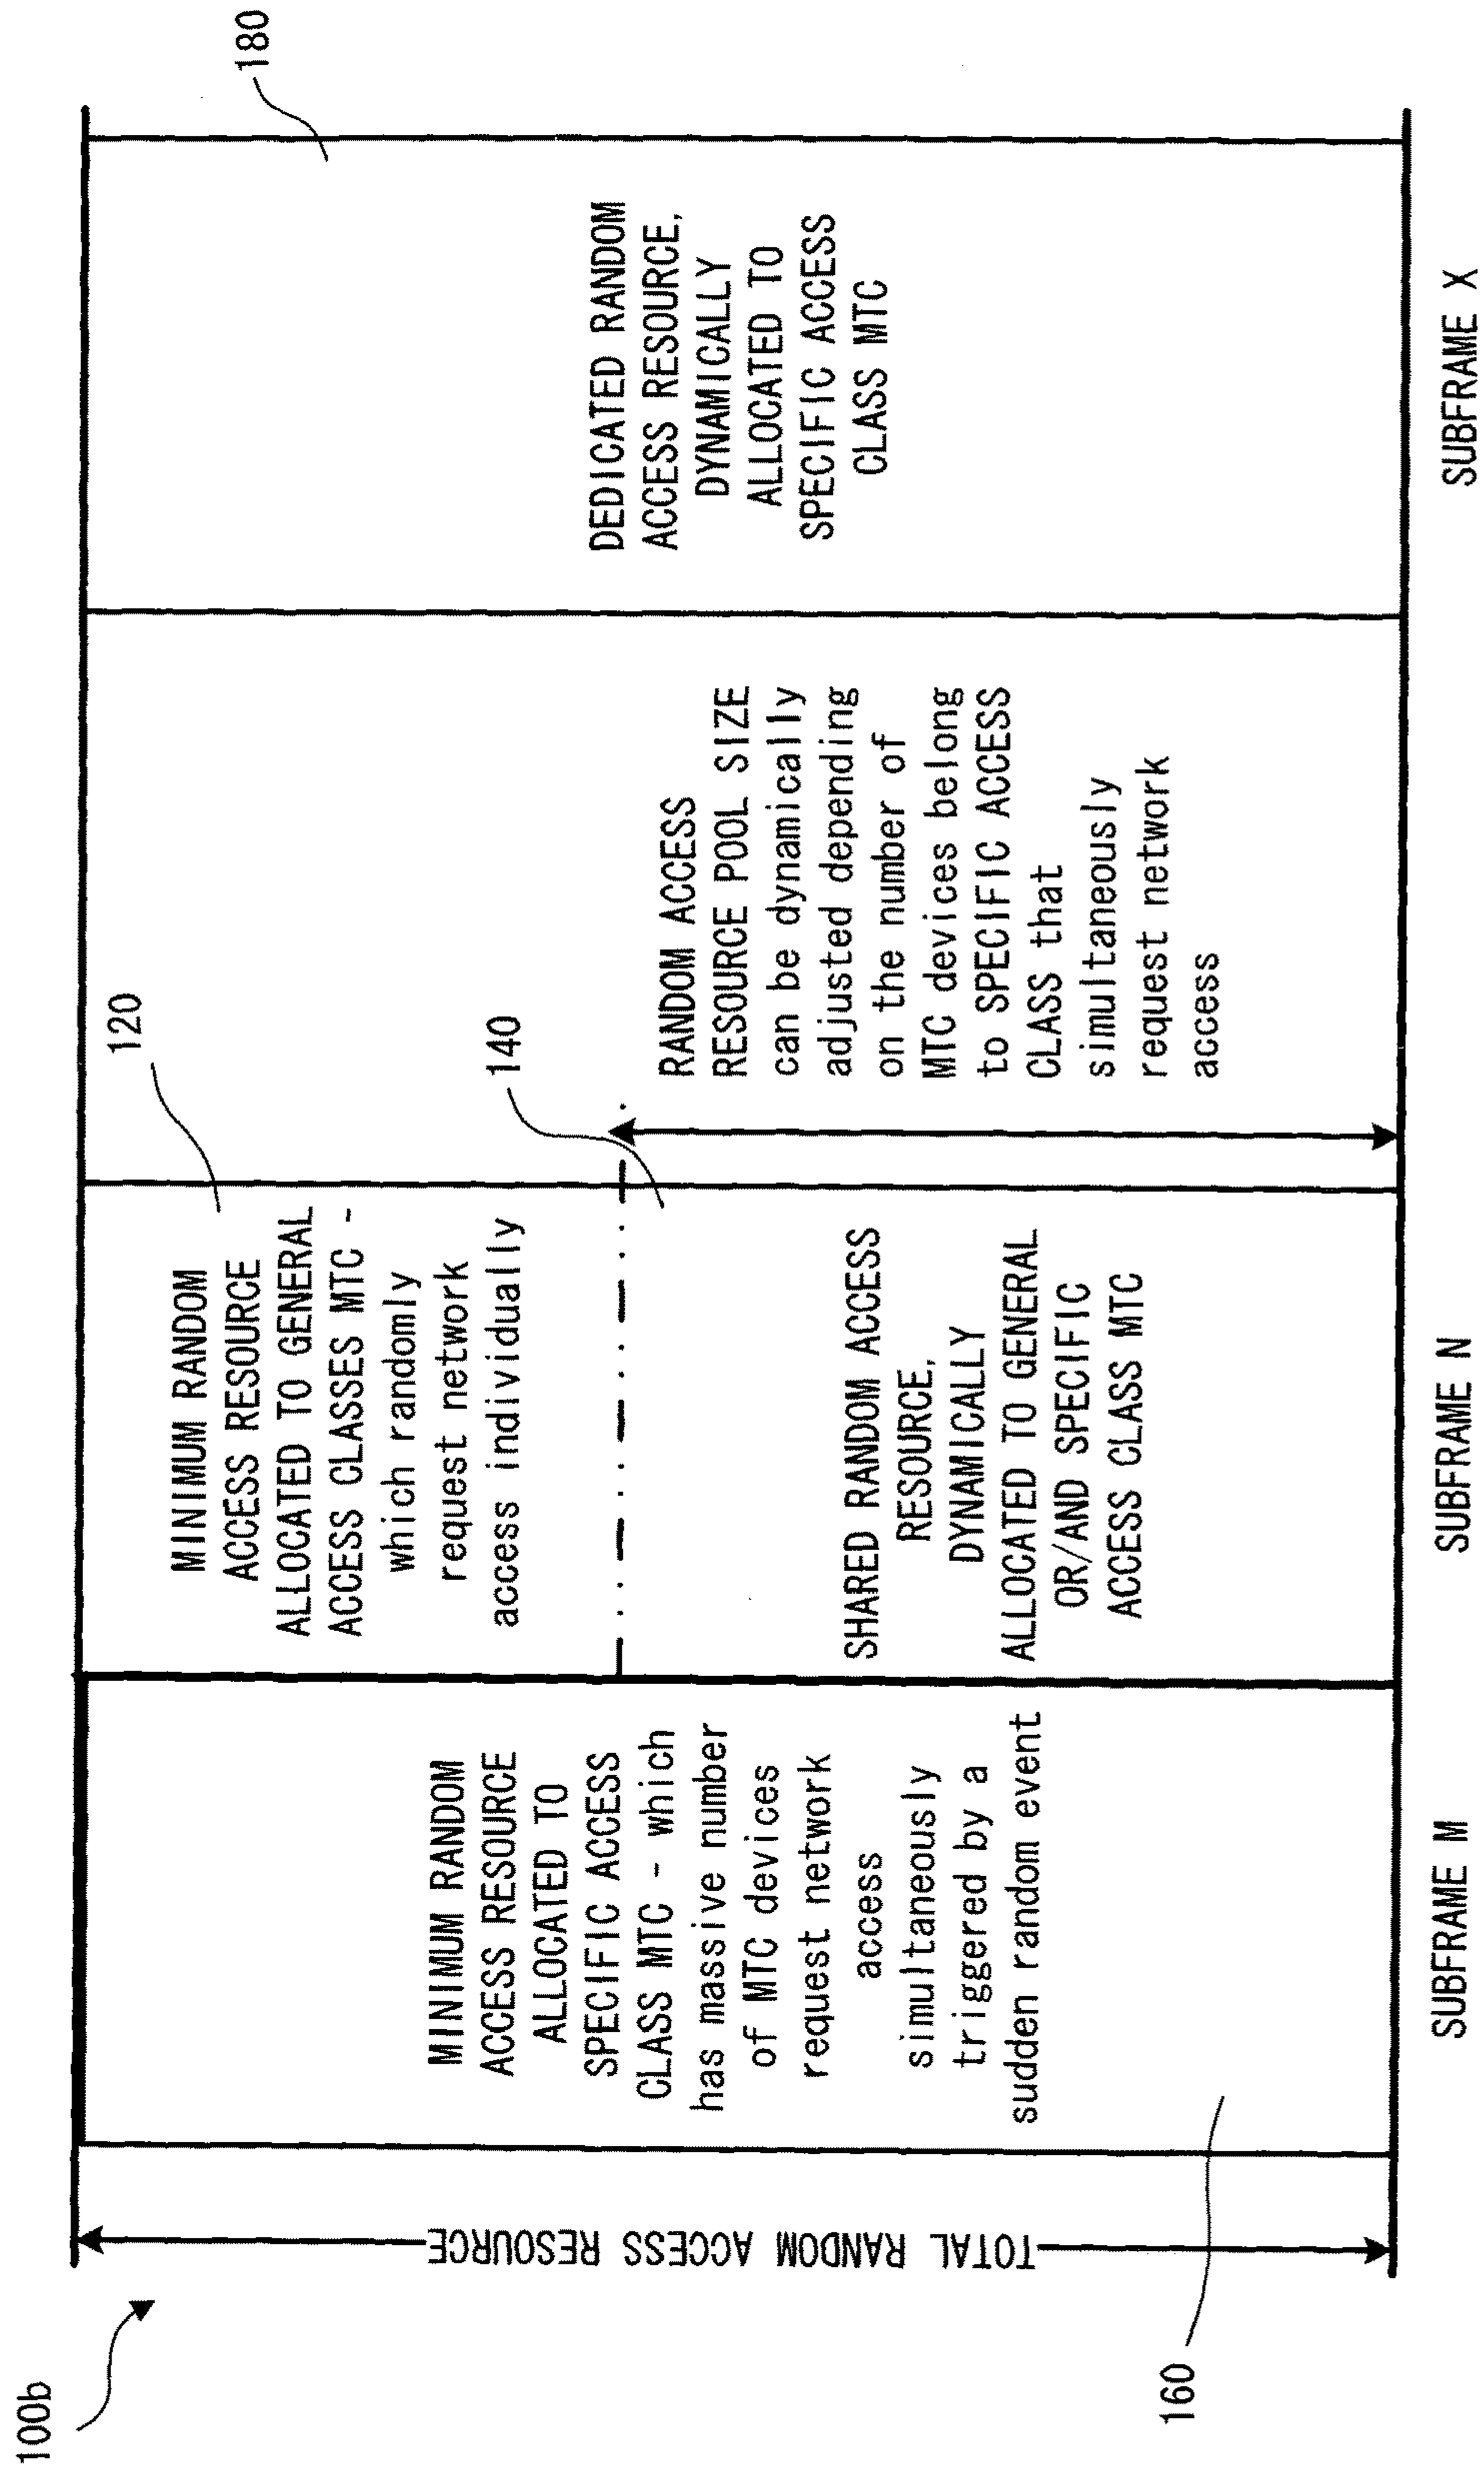 100b
TOTAL RANDOM ACCESS RESOURCE
160
MINIMUM RANDOM
ACCESS RESOURCE
ALLOCATED TO
SPECIFIC ACCESS
CLASS MTC - which
has massive number
of MTC devices
request network
access
simultaneously
triggered by a
sudden random event
SUBFRAME M
120
MINIMUM RANDOM
ACCESS RESOURCE
ALLOCATED TO GENERAL
ACCESS CLASSES MTC -
which randomly
request network
access individually
140
SHARED RANDOM ACCESS
RESOURCE,
DYNAMICALLY
ALLOCATED TO GENERAL
OR/AND SPECIFIC
ACCESS CLASS MTC
SUBFRAME N
RANDOM ACCESS
RESOURCE POOL SIZE
can be dynamically
adjusted depending
on the number of
MTC devices belong
to SPECIFIC ACCESS
CLASS that
simultaneously
request network
access
180
DEDICATED RANDOM
ACCESS RESOURCE,
DYNAMICALLY
ALLOCATED TO
SPECIFIC ACCESS
CLASS MTC
SUBFRAME X